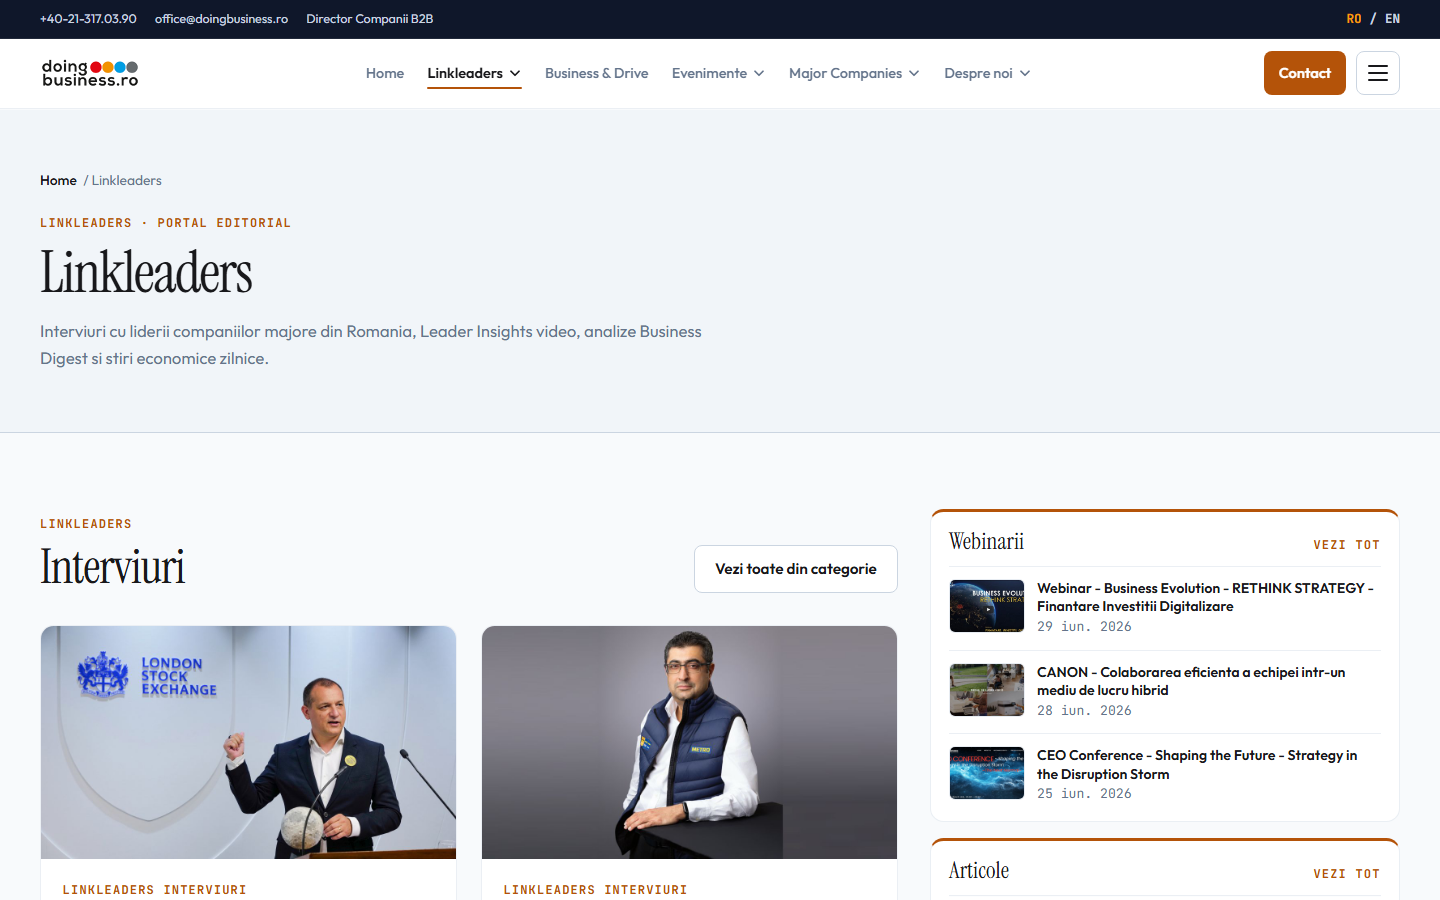 +40-21-317.03.90 office@doingbusiness.ro Director Companii B2B RO / EN
doing
business.ro
Home Linkleaders Business & Drive Evenimente Major Companies Despre noi Contact
Home / Linkleaders
LINKLEADERS · PORTAL EDITORIAL
Linkleaders
Interviuri cu liderii companiilor majore din Romania, Leader Insights video, analize Business
Digest si stiri economice zilnice.
LINKLEADERS
Interviuri
Vezi toate din categorie
LONDON
STOCK
EXCHANGE
METRO
LINKLEADERS INTERVIURI
LINKLEADERS INTERVIURI
Webinarii VEZI TOT
BUSINESS EVOLUT
RETHINK STRAT
Webinar - Business Evolution - RETHINK STRATEGY -
Finantare Investitii Digitalizare
29 iun. 2026
CANON - Colaborarea eficienta a echipei intr-un
mediu de lucru hibrid
28 iun. 2026
CEO Conference - Shaping the Future - Strategy in
the Disruption Storm
25 iun. 2026
Articole VEZI TOT